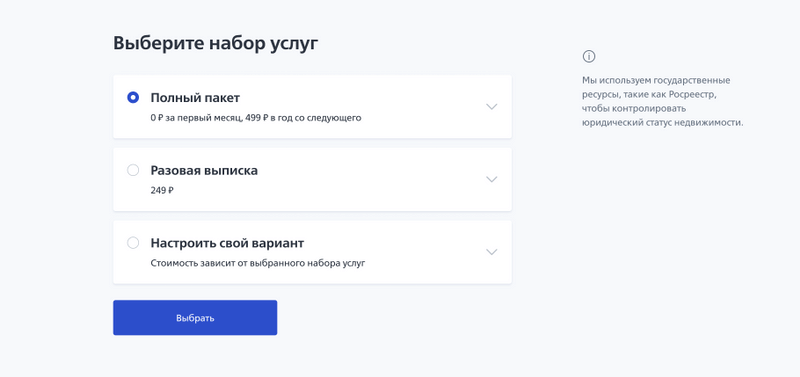 Выберите набор услуг
Полный пакет
0 ₽ за первый месяц, 499 ₽ в год со следующего
Разовая выписка
249 ₽
Настроить свой вариант
Стоимость зависит от выбранного набора услуг
Выбрать
Мы используем государственные
ресурсы, такие как Росреестр,
чтобы контролировать
юридический статус недвижимости.